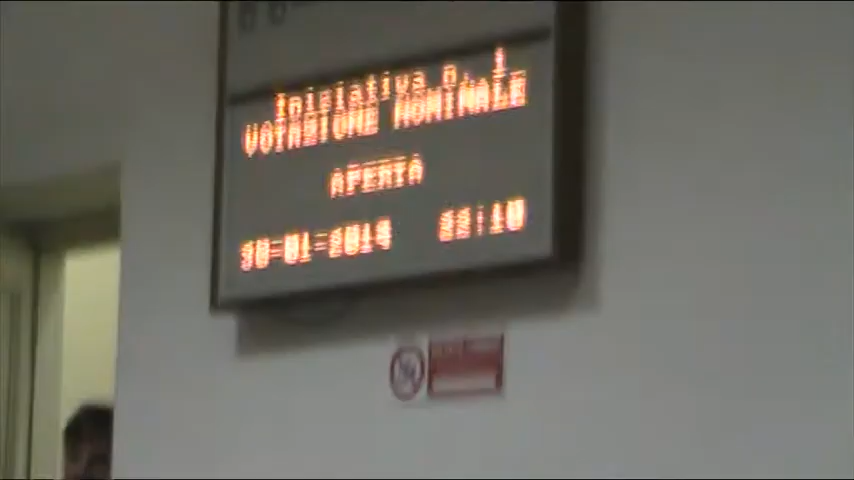 Iniziativa n. 1
VOTAZIONE NOMINALE
APERTA
30-01-2014 22:10